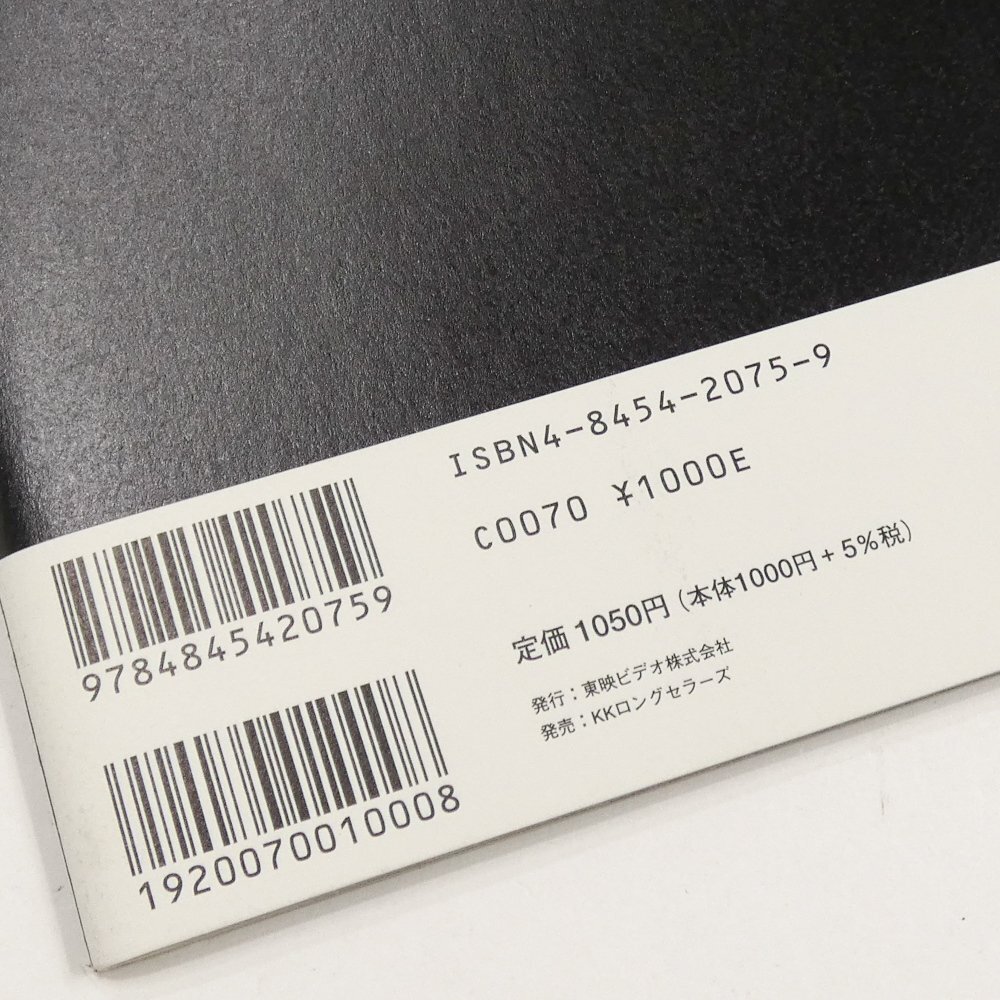 ISBN4-8454-2075-9
C0070 ¥1000E
定価 1050円 (本体1000円 + 5%税)
発行：東映ビデオ株式会社
発売：KKロングセラーズ
9784845420759
1920070010008